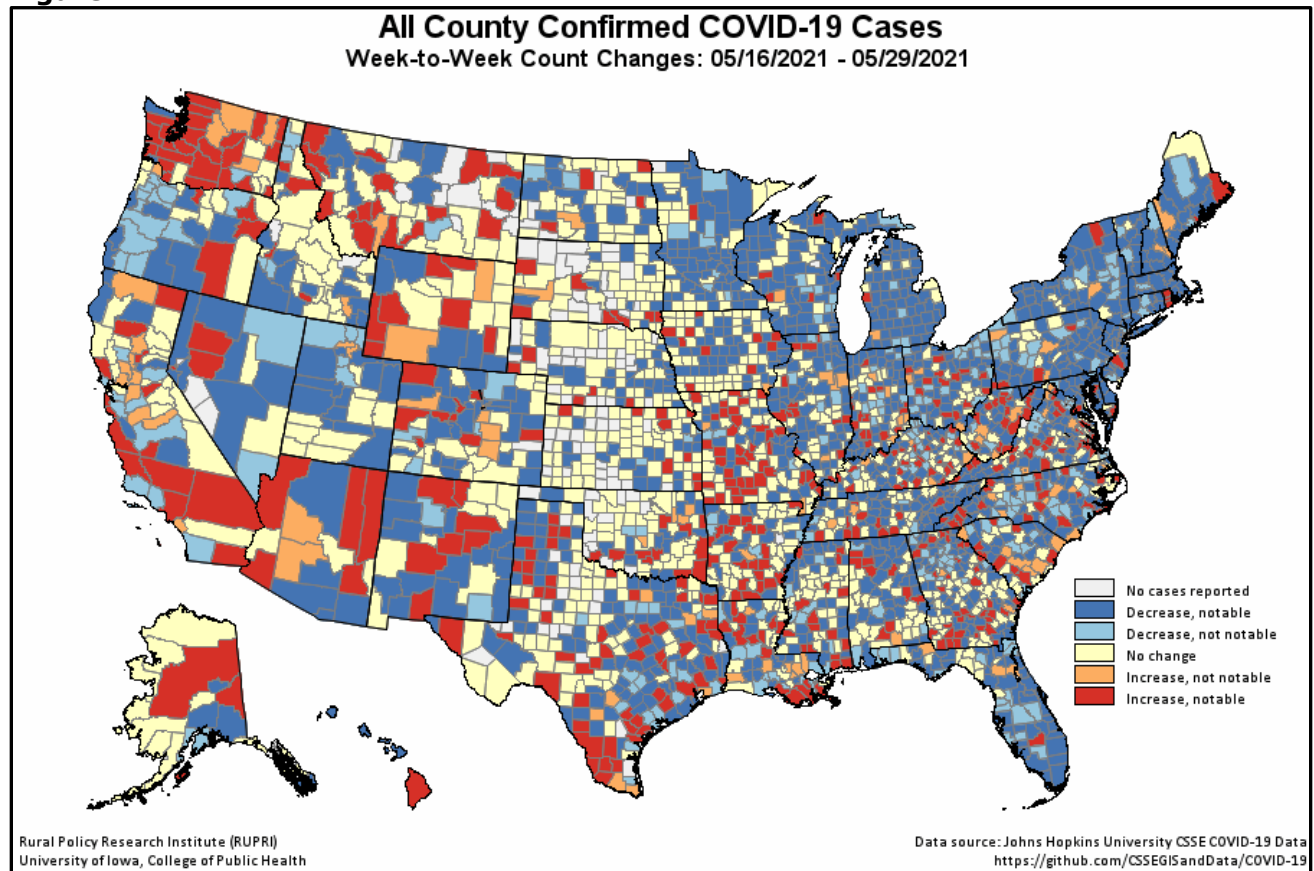 All County Confirmed COVID-19 Cases
Week-to-Week Count Changes: 05/16/2021 - 05/29/2021
No cases reported
Decrease, notable
Decrease, not notable
No change
Increase, not notable
Increase, notable
Rural Policy Research Institute (RUPRI)
University of Iowa, College of Public Health
Data source: Johns Hopkins University CSSE COVID-19 Data
https://github.com/CSSEGISandData/COVID-19